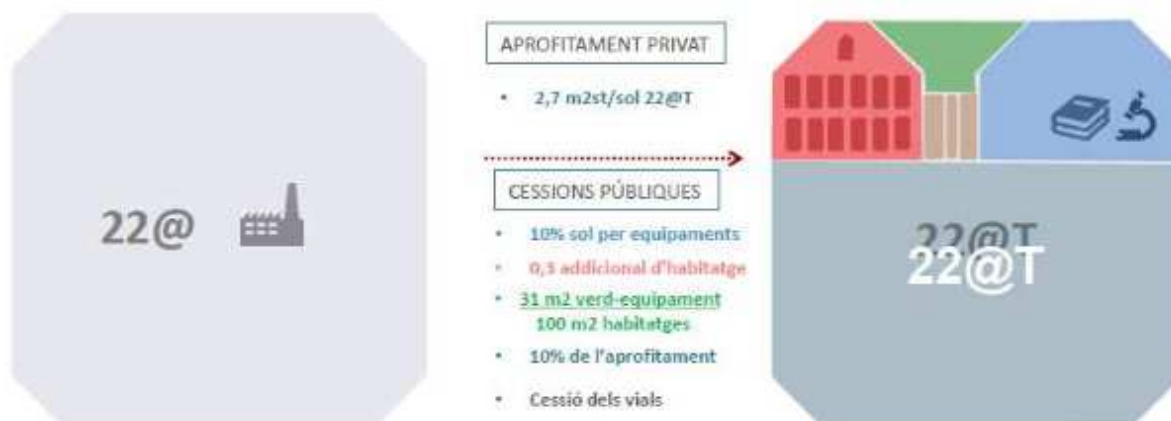 22@
APROFITAMENT PRIVAT
• 2,7 m2st/sol 22@T
CESSIONS PÚBLIQUES
• 10% sol per equipaments
• 0,3 addicional d'habitatge
• 31 m2 verd-equipament
100 m2 habitatges
• 10% de l'aprofitament
• Cessió dels vials
22@T
22@T